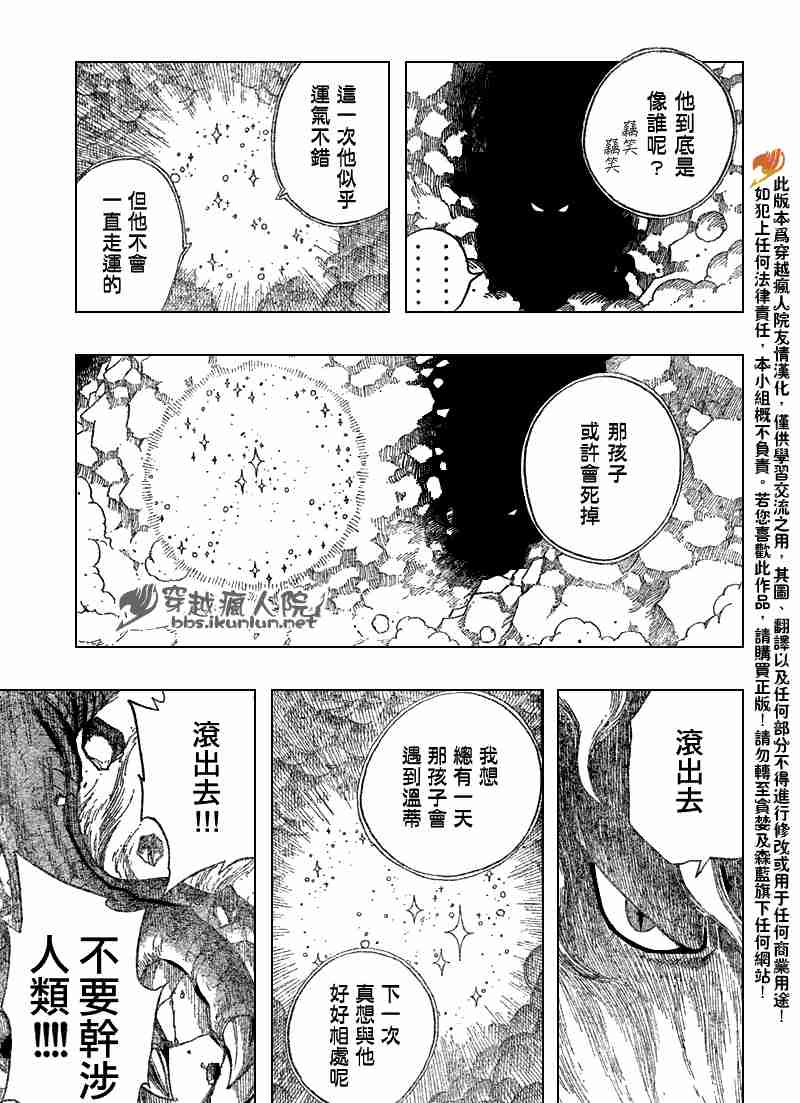 他到底是
像誰呢？
竊笑
竊笑
⋮⋮
這一次他似乎
運氣不錯
但他不會
一直走運的
那孩子
或許會死掉
穿越瘋人院
bbs.ikunlun.net
滾出去
我想
總有一天
那孩子會
遇到溫蒂
下一次
真想與他
好好相處呢
滾出去!!!
不要幹涉
人類!!!!
此版本爲穿越瘋人院友情漢化，僅供學習交流之用，其圖、翻譯以及任何部分不得進行修改或用于任何商業用途！
如犯上任何法律責任，本小組概不負責。若您喜歡此作品，請購買正版！請勿轉至貪婪及森藍旗下任何網站！